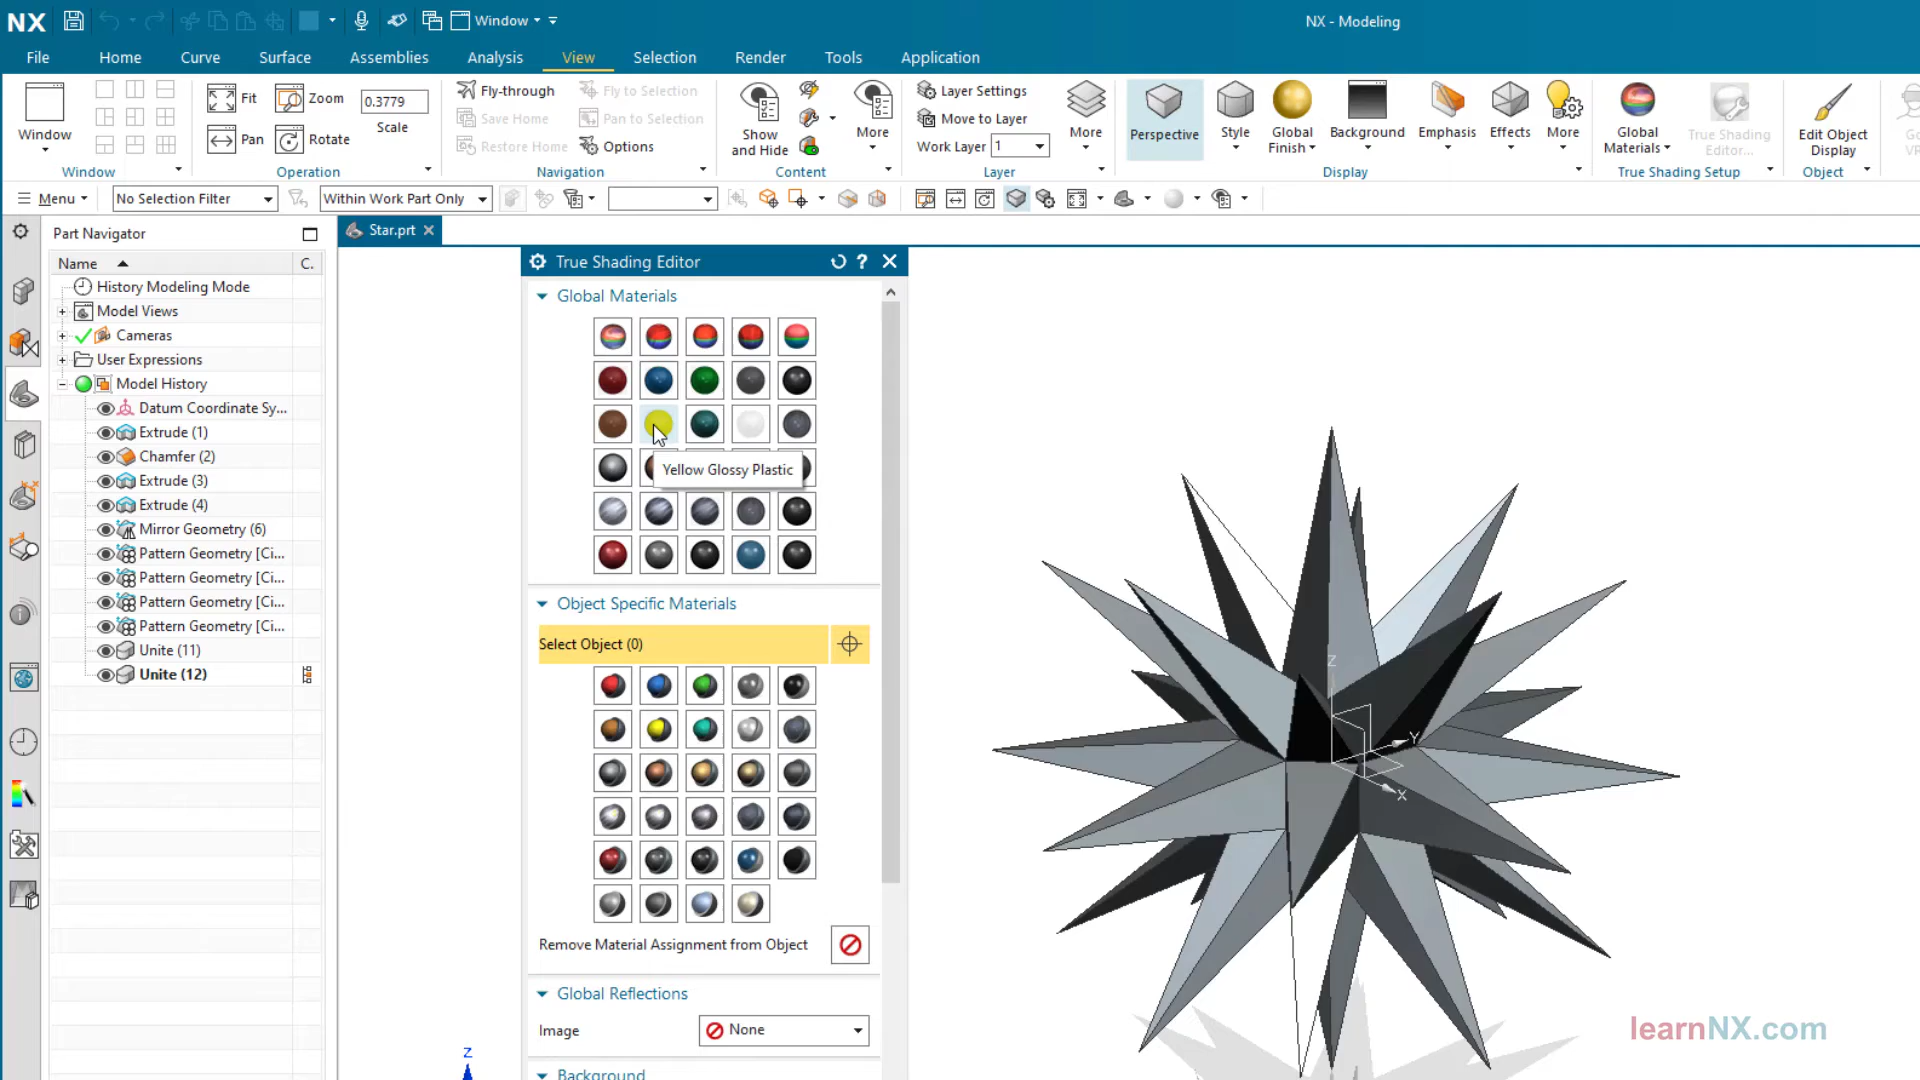 NX
Window
NX - Modeling
File
Home
Curve
Surface
Assemblies
Analysis
View
Selection
Render
Tools
Application
Window
Fit
Zoom
0.3779
Pan
Rotate
Scale
Fly-through
Save Home
Restore Home
Fly to Selection
Pan to Selection
Options
Show
and Hide
More
Layer Settings
Move to Layer
Work Layer 1
More
Perspective
Style
Global
Finish
Background
Emphasis
Effects
More
Global
Materials
True Shading
Editor...
Edit Object
Display
Window
Operation
Navigation
Content
Layer
Display
True Shading Setup
Object
Menu
No Selection Filter
Within Work Part Only
Part Navigator
Star.prt
Name
C.
History Modeling Mode
Model Views
Cameras
User Expressions
Model History
Datum Coordinate Sy...
Extrude (1)
Chamfer (2)
Extrude (3)
Extrude (4)
Mirror Geometry (6)
Pattern Geometry [Ci...
Pattern Geometry [Ci...
Pattern Geometry [Ci...
Pattern Geometry [Ci...
Unite (11)
Unite (12)
True Shading Editor
?
Global Materials
Yellow Glossy Plastic
Object Specific Materials
Select Object (0)
Remove Material Assignment from Object
Global Reflections
Image
None
Background
Z
Z
Y
X
learnNX.com